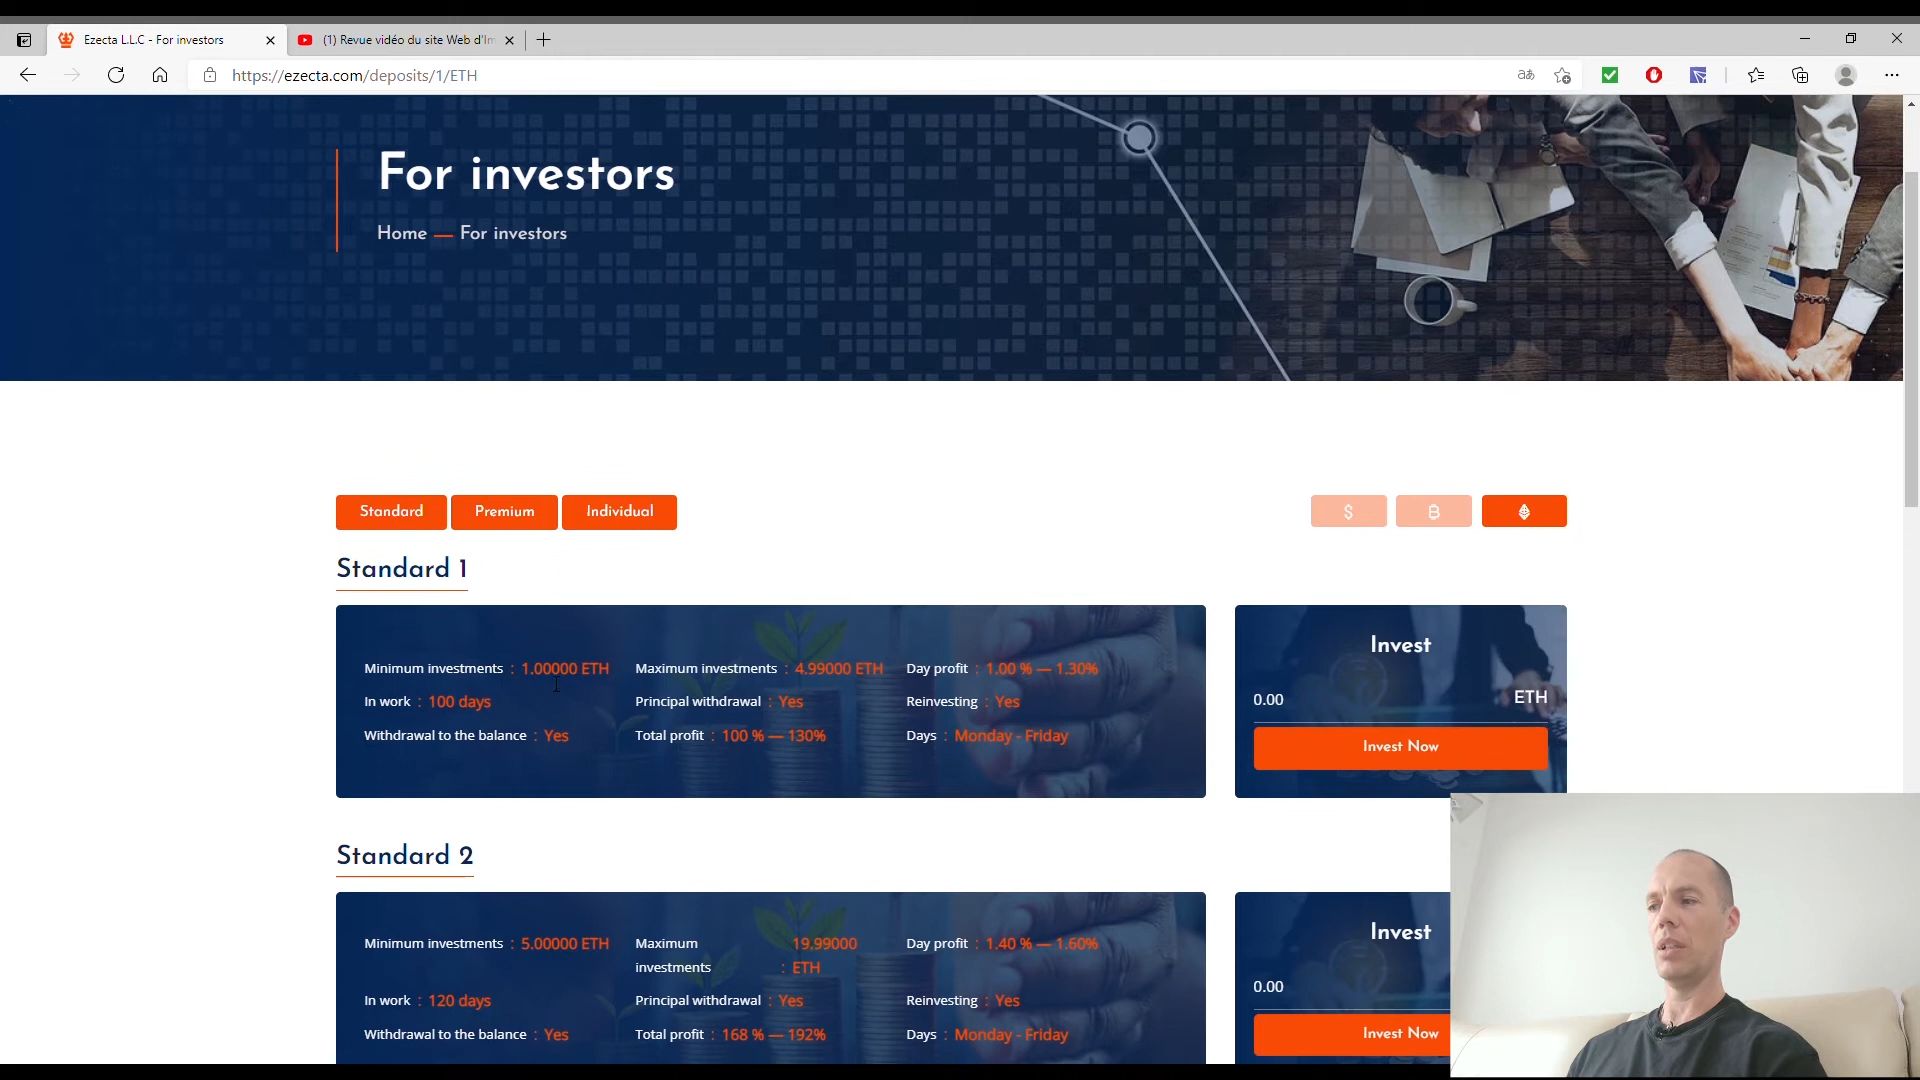 Ezecta L.L.C - For investors
(1) Revue vidéo du site Web d'Im
https://ezecta.com/deposits/1/ETH
aあ
For investors
Home — For investors
Standard Premium Individual
$
Standard 1
Minimum investments : 1.00000 ETH Maximum investments : 4.99000 ETH Day profit : 1.00 % — 1.30%
In work : 100 days Principal withdrawal : Yes Reinvesting : Yes
Withdrawal to the balance : Yes Total profit : 100 % — 130% Days : Monday - Friday
Invest
0.00 ETH
Invest Now
Standard 2
Minimum investments : 5.00000 ETH Maximum investments : 19.99000 ETH Day profit : 1.40 % — 1.60%
In work : 120 days Principal withdrawal : Yes Reinvesting : Yes
Withdrawal to the balance : Yes Total profit : 168 % — 192% Days : Monday - Friday
Invest
0.00
Invest Now